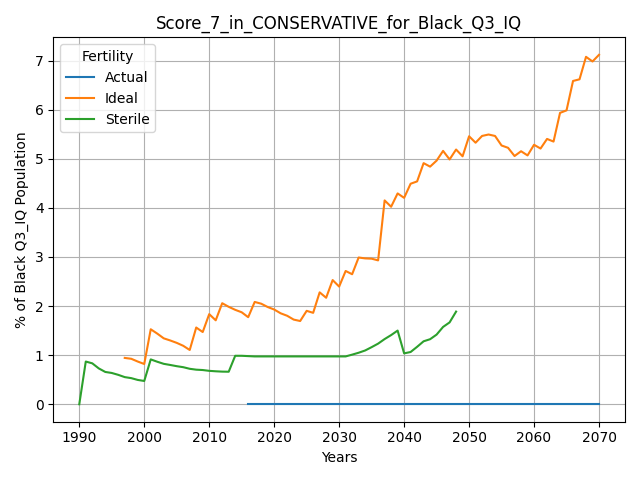 Score_7_in_CONSERVATIVE_for_Black_Q3_IQ
Fertility
Actual
Ideal
Sterile
% of Black Q3_IQ Population
7
6
5
4
3
2
1
0
1990 2000 2010 2020 2030 2040 2050 2060 2070
Years